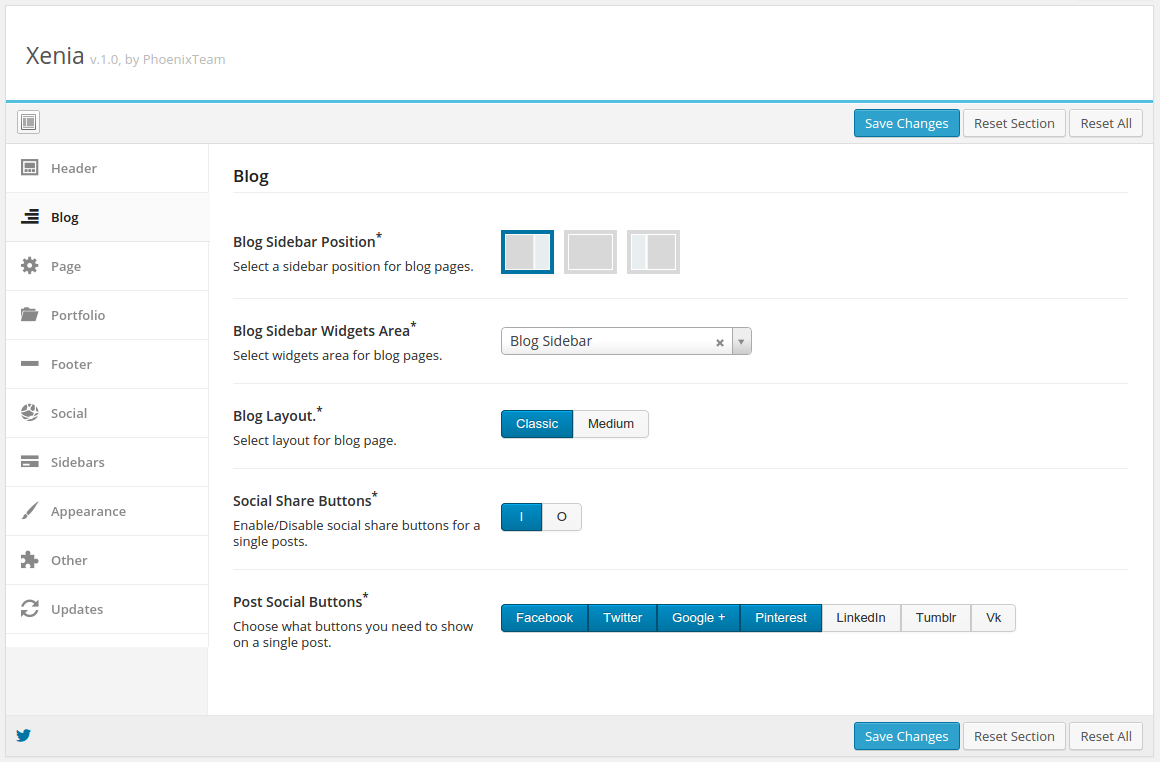 Xenia v.1.0, by PhoenixTeam
Save Changes Reset Section Reset All
Header
Blog
Page
Portfolio
Footer
Social
Sidebars
Appearance
Other
Updates
Blog
Blog Sidebar Position*
Select a sidebar position for blog pages.
Blog Sidebar Widgets Area*
Select widgets area for blog pages.
Blog Sidebar
Blog Layout.*
Select layout for blog page.
Classic Medium
Social Share Buttons*
Enable/Disable social share buttons for a
single posts.
I O
Post Social Buttons*
Choose what buttons you need to show
on a single post.
Facebook Twitter Google + Pinterest LinkedIn Tumblr Vk
Save Changes Reset Section Reset All